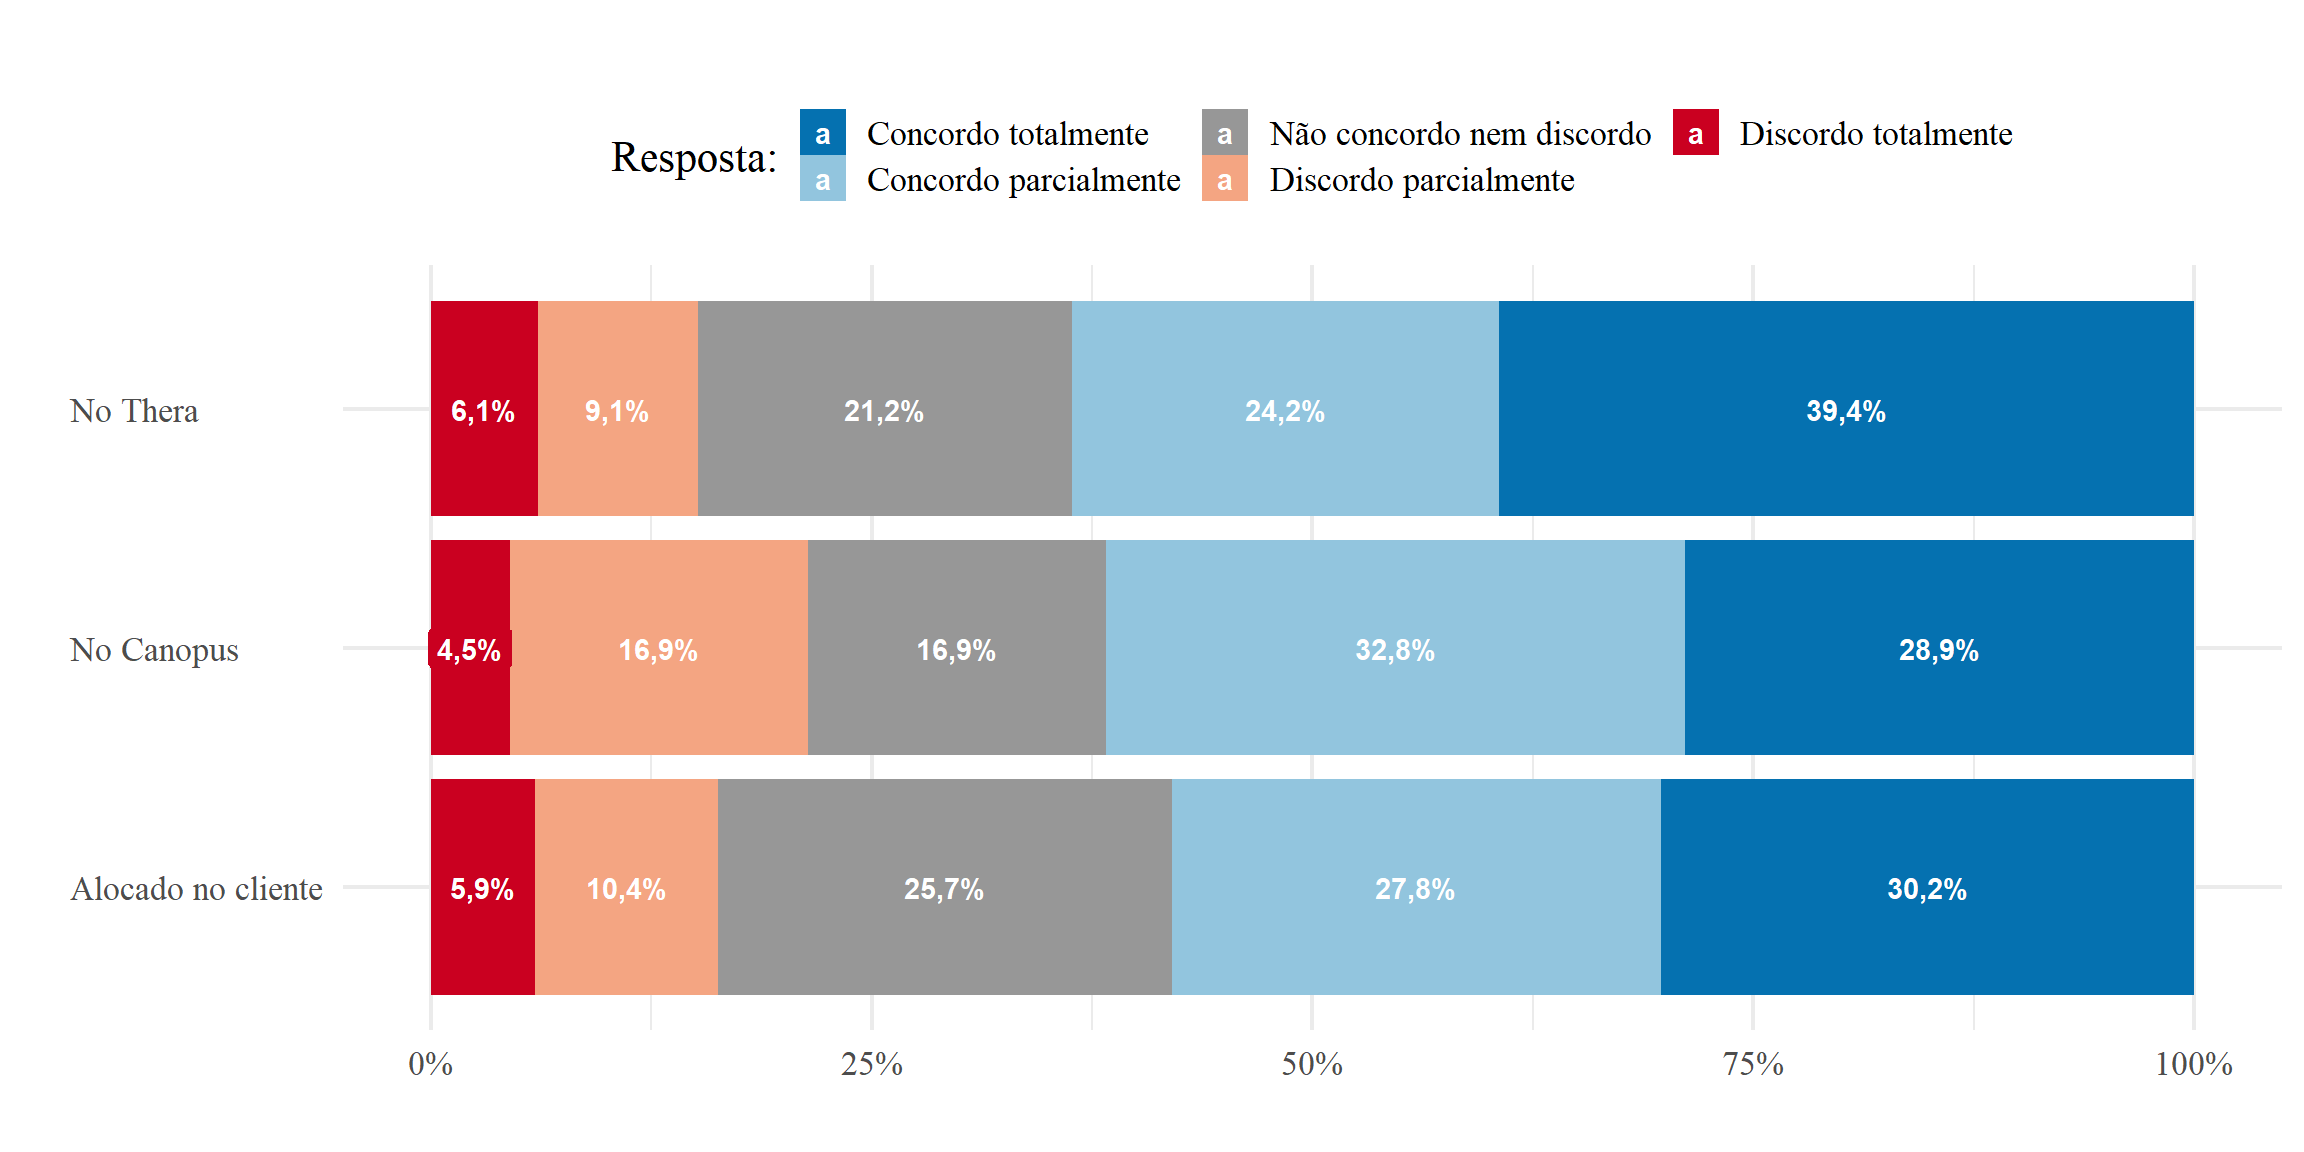 Resposta:
a Concordo totalmente a Não concordo nem discordo a Discordo totalmente
a Concordo parcialmente a Discordo parcialmente
No Thera 6,1% 9,1% 21,2% 24,2% 39,4%
No Canopus 4,5% 16,9% 16,9% 32,8% 28,9%
Alocado no cliente 5,9% 10,4% 25,7% 27,8% 30,2%
0% 25% 50% 75% 100%